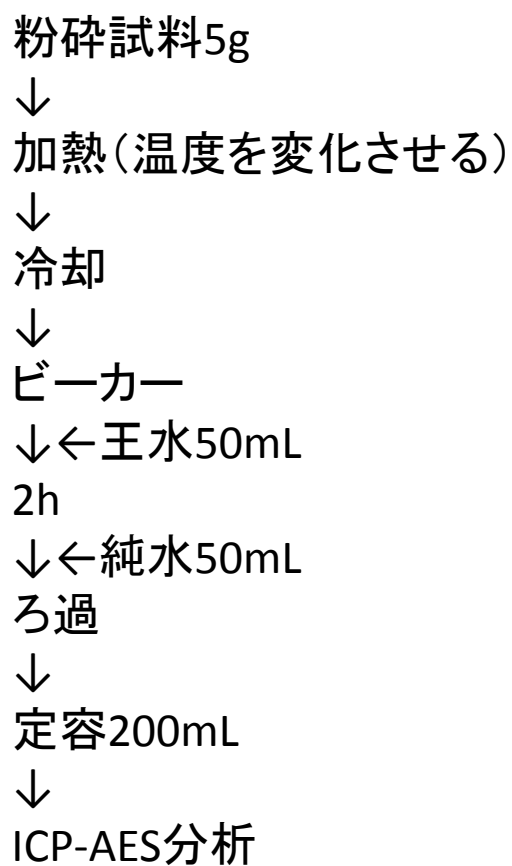 粉砕試料5g
↓
加熱(温度を変化させる)
↓
冷却
↓
ビーカー
↓←王水50mL
2h
↓←純水50mL
ろ過
↓
定容200mL
↓
ICP-AES分析